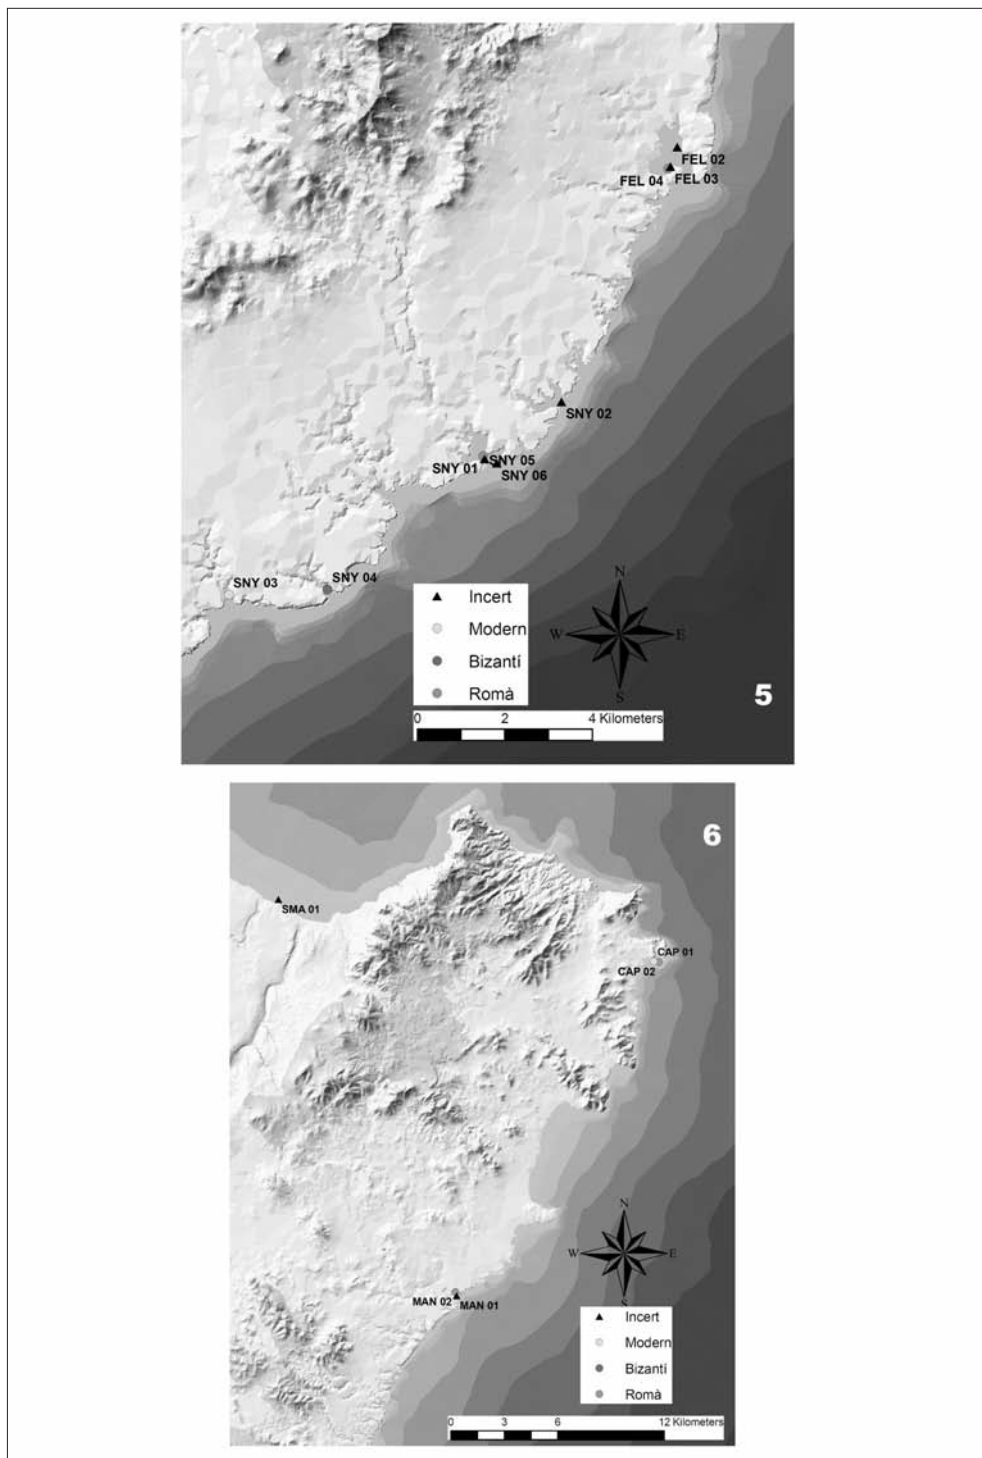 FEL 02
FEL 04 FEL 03
SNY 02
SNY 01 SNY 05
SNY 06
SNY 03 SNY 04
Incert
Modern
Bizantí
Romà
N
W E
S
5
0 2 4 Kilometers
6
SMA 01
CAP 01
CAP 02
MAN 02 MAN 01
N
W E
S
Incert
Modern
Bizantí
Romà
0 3 6 12 Kilometers